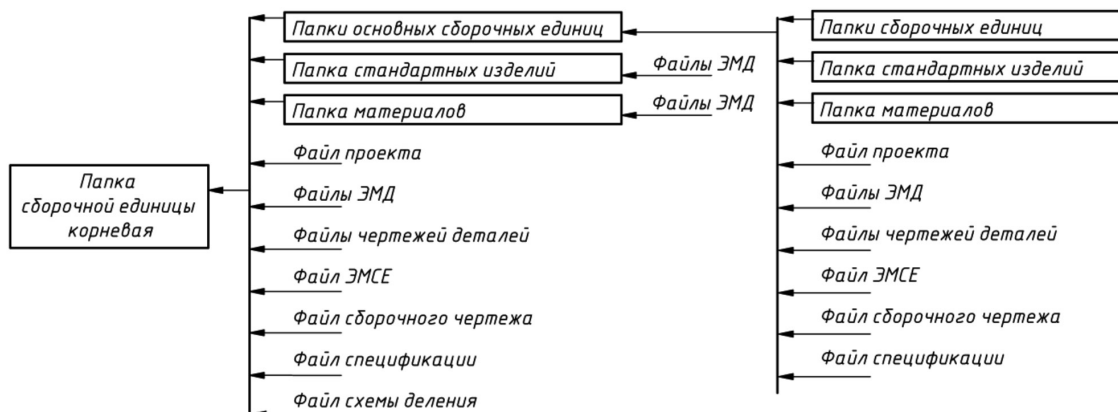 Папка
сборочной единицы
корневая
Папки основных сборочных единиц
Папка стандартных изделий
Файлы ЭМД
Папка материалов
Файлы ЭМД
Файл проекта
Файлы ЭМД
Файлы чертежей деталей
Файл ЭМСЕ
Файл сборочного чертежа
Файл спецификации
Файл схемы деления
Папки сборочных единиц
Папка стандартных изделий
Папка материалов
Файл проекта
Файлы ЭМД
Файлы чертежей деталей
Файл ЭМСЕ
Файл сборочного чертежа
Файл спецификации